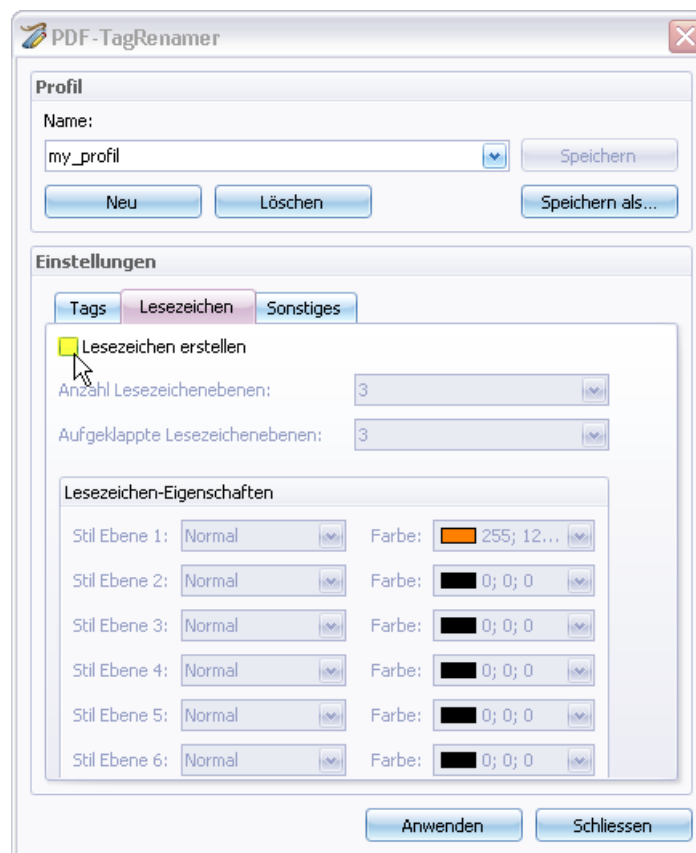 PDF-TagRenamer
Profil
Name:
my_profil
Speichern
Neu
Löschen
Speichern als...
Einstellungen
Tags
Lesezeichen
Sonstiges
Lesezeichen erstellen
Anzahl Lesezeichenebenen: 3
Aufgeklappte Lesezeichenebenen: 3
Lesezeichen-Eigenschaften
Stil Ebene 1: Normal Farbe: 255; 12...
Stil Ebene 2: Normal Farbe: 0; 0; 0
Stil Ebene 3: Normal Farbe: 0; 0; 0
Stil Ebene 4: Normal Farbe: 0; 0; 0
Stil Ebene 5: Normal Farbe: 0; 0; 0
Stil Ebene 6: Normal Farbe: 0; 0; 0
Anwenden
Schliessen